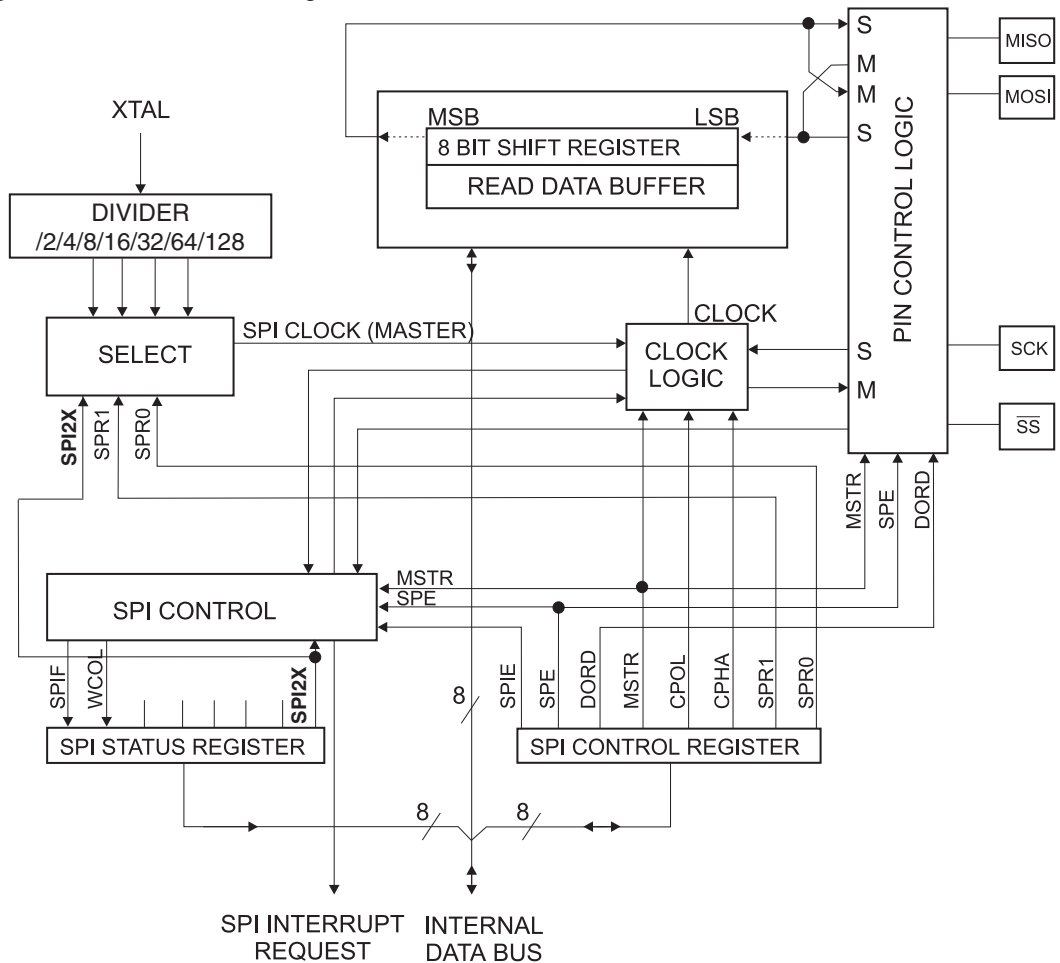 S
MISO
M
MOSI
M
S
PIN CONTROL LOGIC
XTAL
MSB
LSB
8 BIT SHIFT REGISTER
READ DATA BUFFER
DIVIDER
/2/4/8/16/32/64/128
SPI CLOCK (MASTER)
CLOCK
SELECT
CLOCK
LOGIC
S
M
SCK
SS
SPI2X
SPR1
SPR0
MSTR
SPE
DORD
MSTR
SPE
SPI CONTROL
SPIF
WCOL
SPI2X
8
SPIE
SPE
DORD
MSTR
CPOL
CPHA
SPR1
SPR0
SPI STATUS REGISTER
SPI CONTROL REGISTER
8
8
SPI INTERRUPT
REQUEST
INTERNAL
DATA BUS